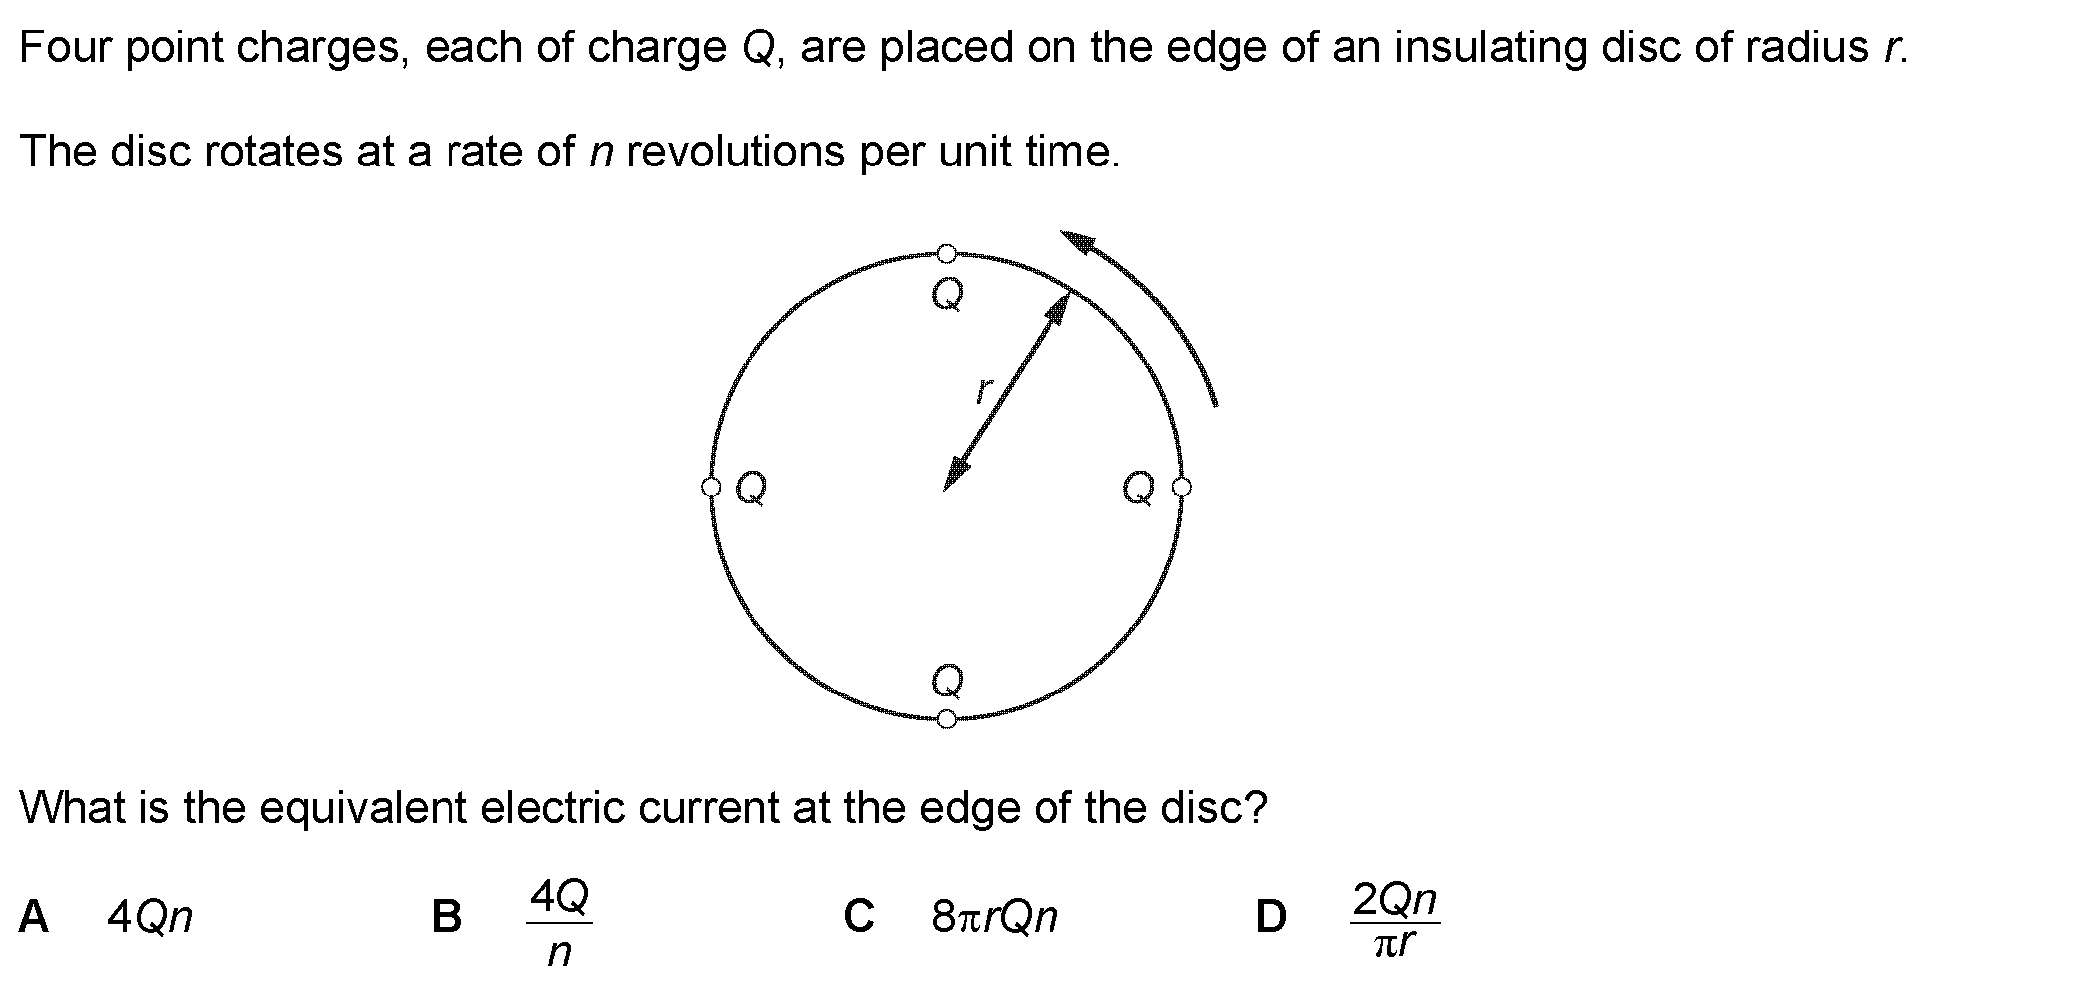 Four point charges, each of charge Q, are placed on the edge of an insulating disc of radius r.
The disc rotates at a rate of n revolutions per unit time.
Q
r
Q Q
Q
What is the equivalent electric current at the edge of the disc?
A 4Qn B 4Q/n C 8πrQn D 2Qn/πr